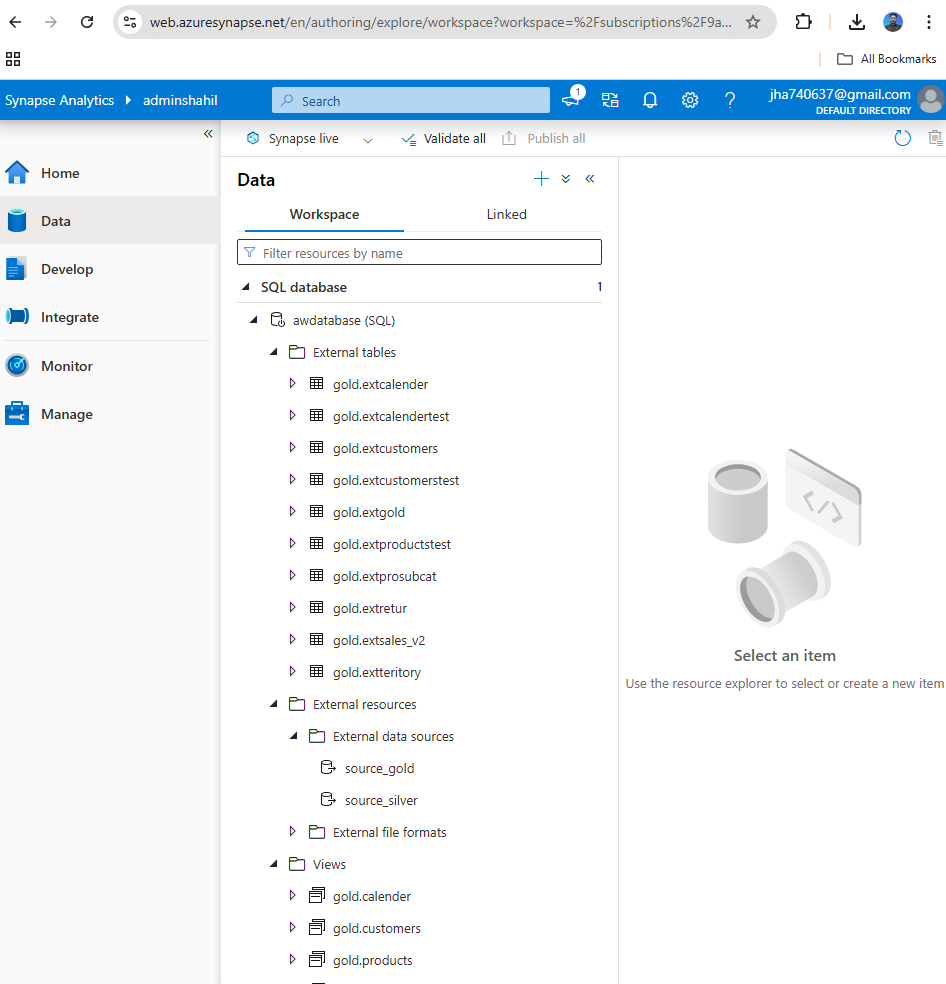 web.azuresynapse.net/en/authoring/explore/workspace?workspace=%2Fsubscriptions%2F9a...
All Bookmarks
Synapse Analytics adminshahil Search 1 ? jha740637@gmail.com
DEFAULT DIRECTORY
« Synapse live Validate all Publish all
Home
Data
Develop
Integrate
Monitor
Manage
Data
Workspace Linked
Filter resources by name
SQL database 1
awdatabase (SQL)
External tables
gold.extcalender
gold.extcalendertest
gold.extcustomers
gold.extcustomerstest
gold.extgold
gold.extproductstest
gold.extprosubcat
gold.extretur
gold.extsales_v2
gold.extteritory
External resources
External data sources
source_gold
source_silver
External file formats
Views
gold.calender
gold.customers
gold.products
</>
Select an item
Use the resource explorer to select or create a new item